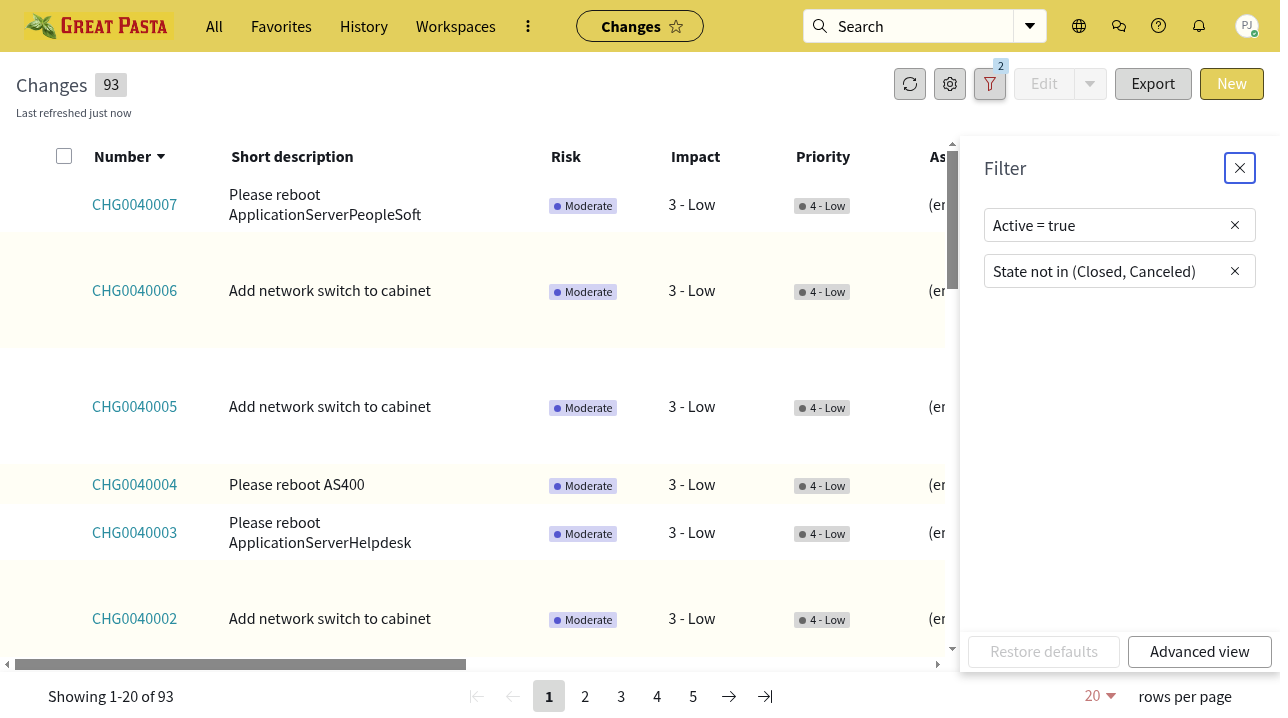 GREAT PASTA
All
Favorites
History
Workspaces
Changes
Search
PJ
Changes 93
Last refreshed just now
2
Edit
Export
New
Number
Short description
Risk
Impact
Priority
As
CHG0040007
Please reboot
ApplicationServerPeopleSoft
Moderate
3 - Low
4 - Low
(er
CHG0040006
Add network switch to cabinet
Moderate
3 - Low
4 - Low
(er
CHG0040005
Add network switch to cabinet
Moderate
3 - Low
4 - Low
(er
CHG0040004
Please reboot AS400
Moderate
3 - Low
4 - Low
(er
CHG0040003
Please reboot
ApplicationServerHelpdesk
Moderate
3 - Low
4 - Low
(er
CHG0040002
Add network switch to cabinet
Moderate
3 - Low
4 - Low
(er
Filter
Active = true
State not in (Closed, Canceled)
Restore defaults
Advanced view
Showing 1-20 of 93
1
2
3
4
5
20
rows per page